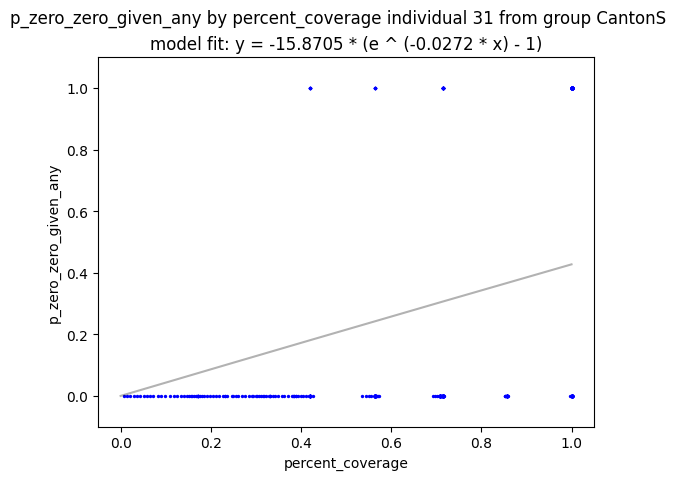 p_zero_zero_given_any by percent_coverage individual 31 from group CantonS
model fit: y = -15.8705 * (e ^ (-0.0272 * x) - 1)
1.0
0.8
0.6
0.4
0.2
0.0
p_zero_zero_given_any
0.0 0.2 0.4 0.6 0.8 1.0
percent_coverage